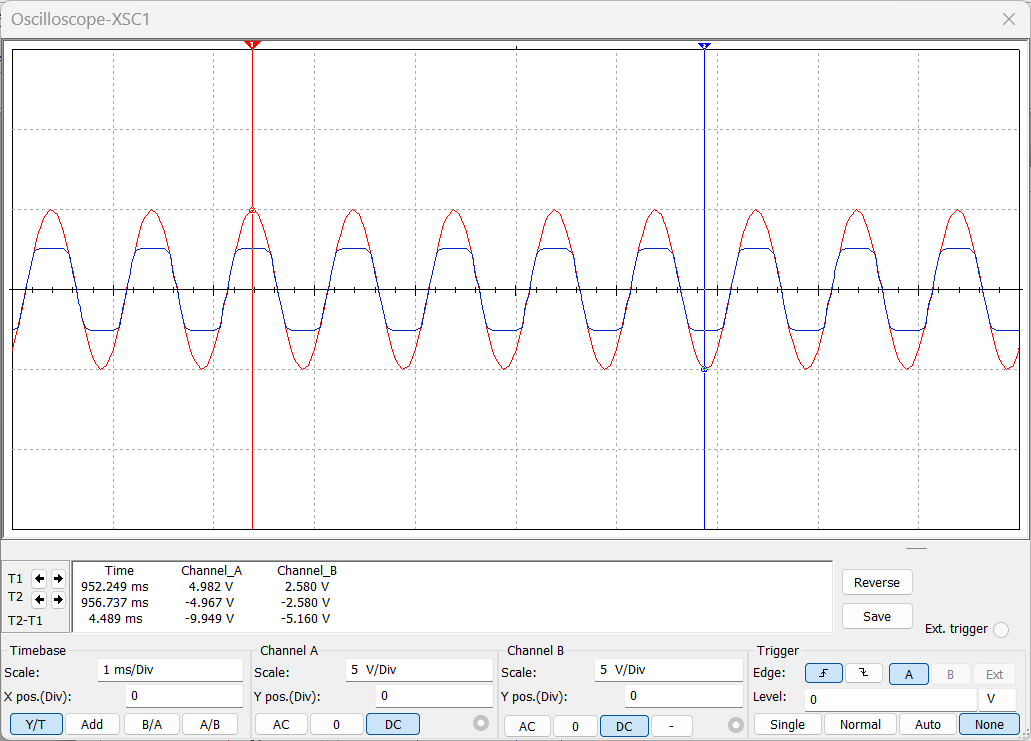 Oscilloscope-XSC1
1
2
Time Channel_A Channel_B
T1 952.249 ms 4.982 V 2.580 V
T2 956.737 ms -4.967 V -2.580 V
T2-T1 4.489 ms -9.949 V -5.160 V
Reverse
Save
Ext. trigger
Timebase
Scale: 1 ms/Div
X pos.(Div): 0
Y/T Add B/A A/B
Channel A
Scale: 5 V/Div
Y pos.(Div): 0
AC 0 DC
Channel B
Scale: 5 V/Div
Y pos.(Div): 0
AC 0 DC -
Trigger
Edge: A B Ext
Level: 0 V
Single Normal Auto None